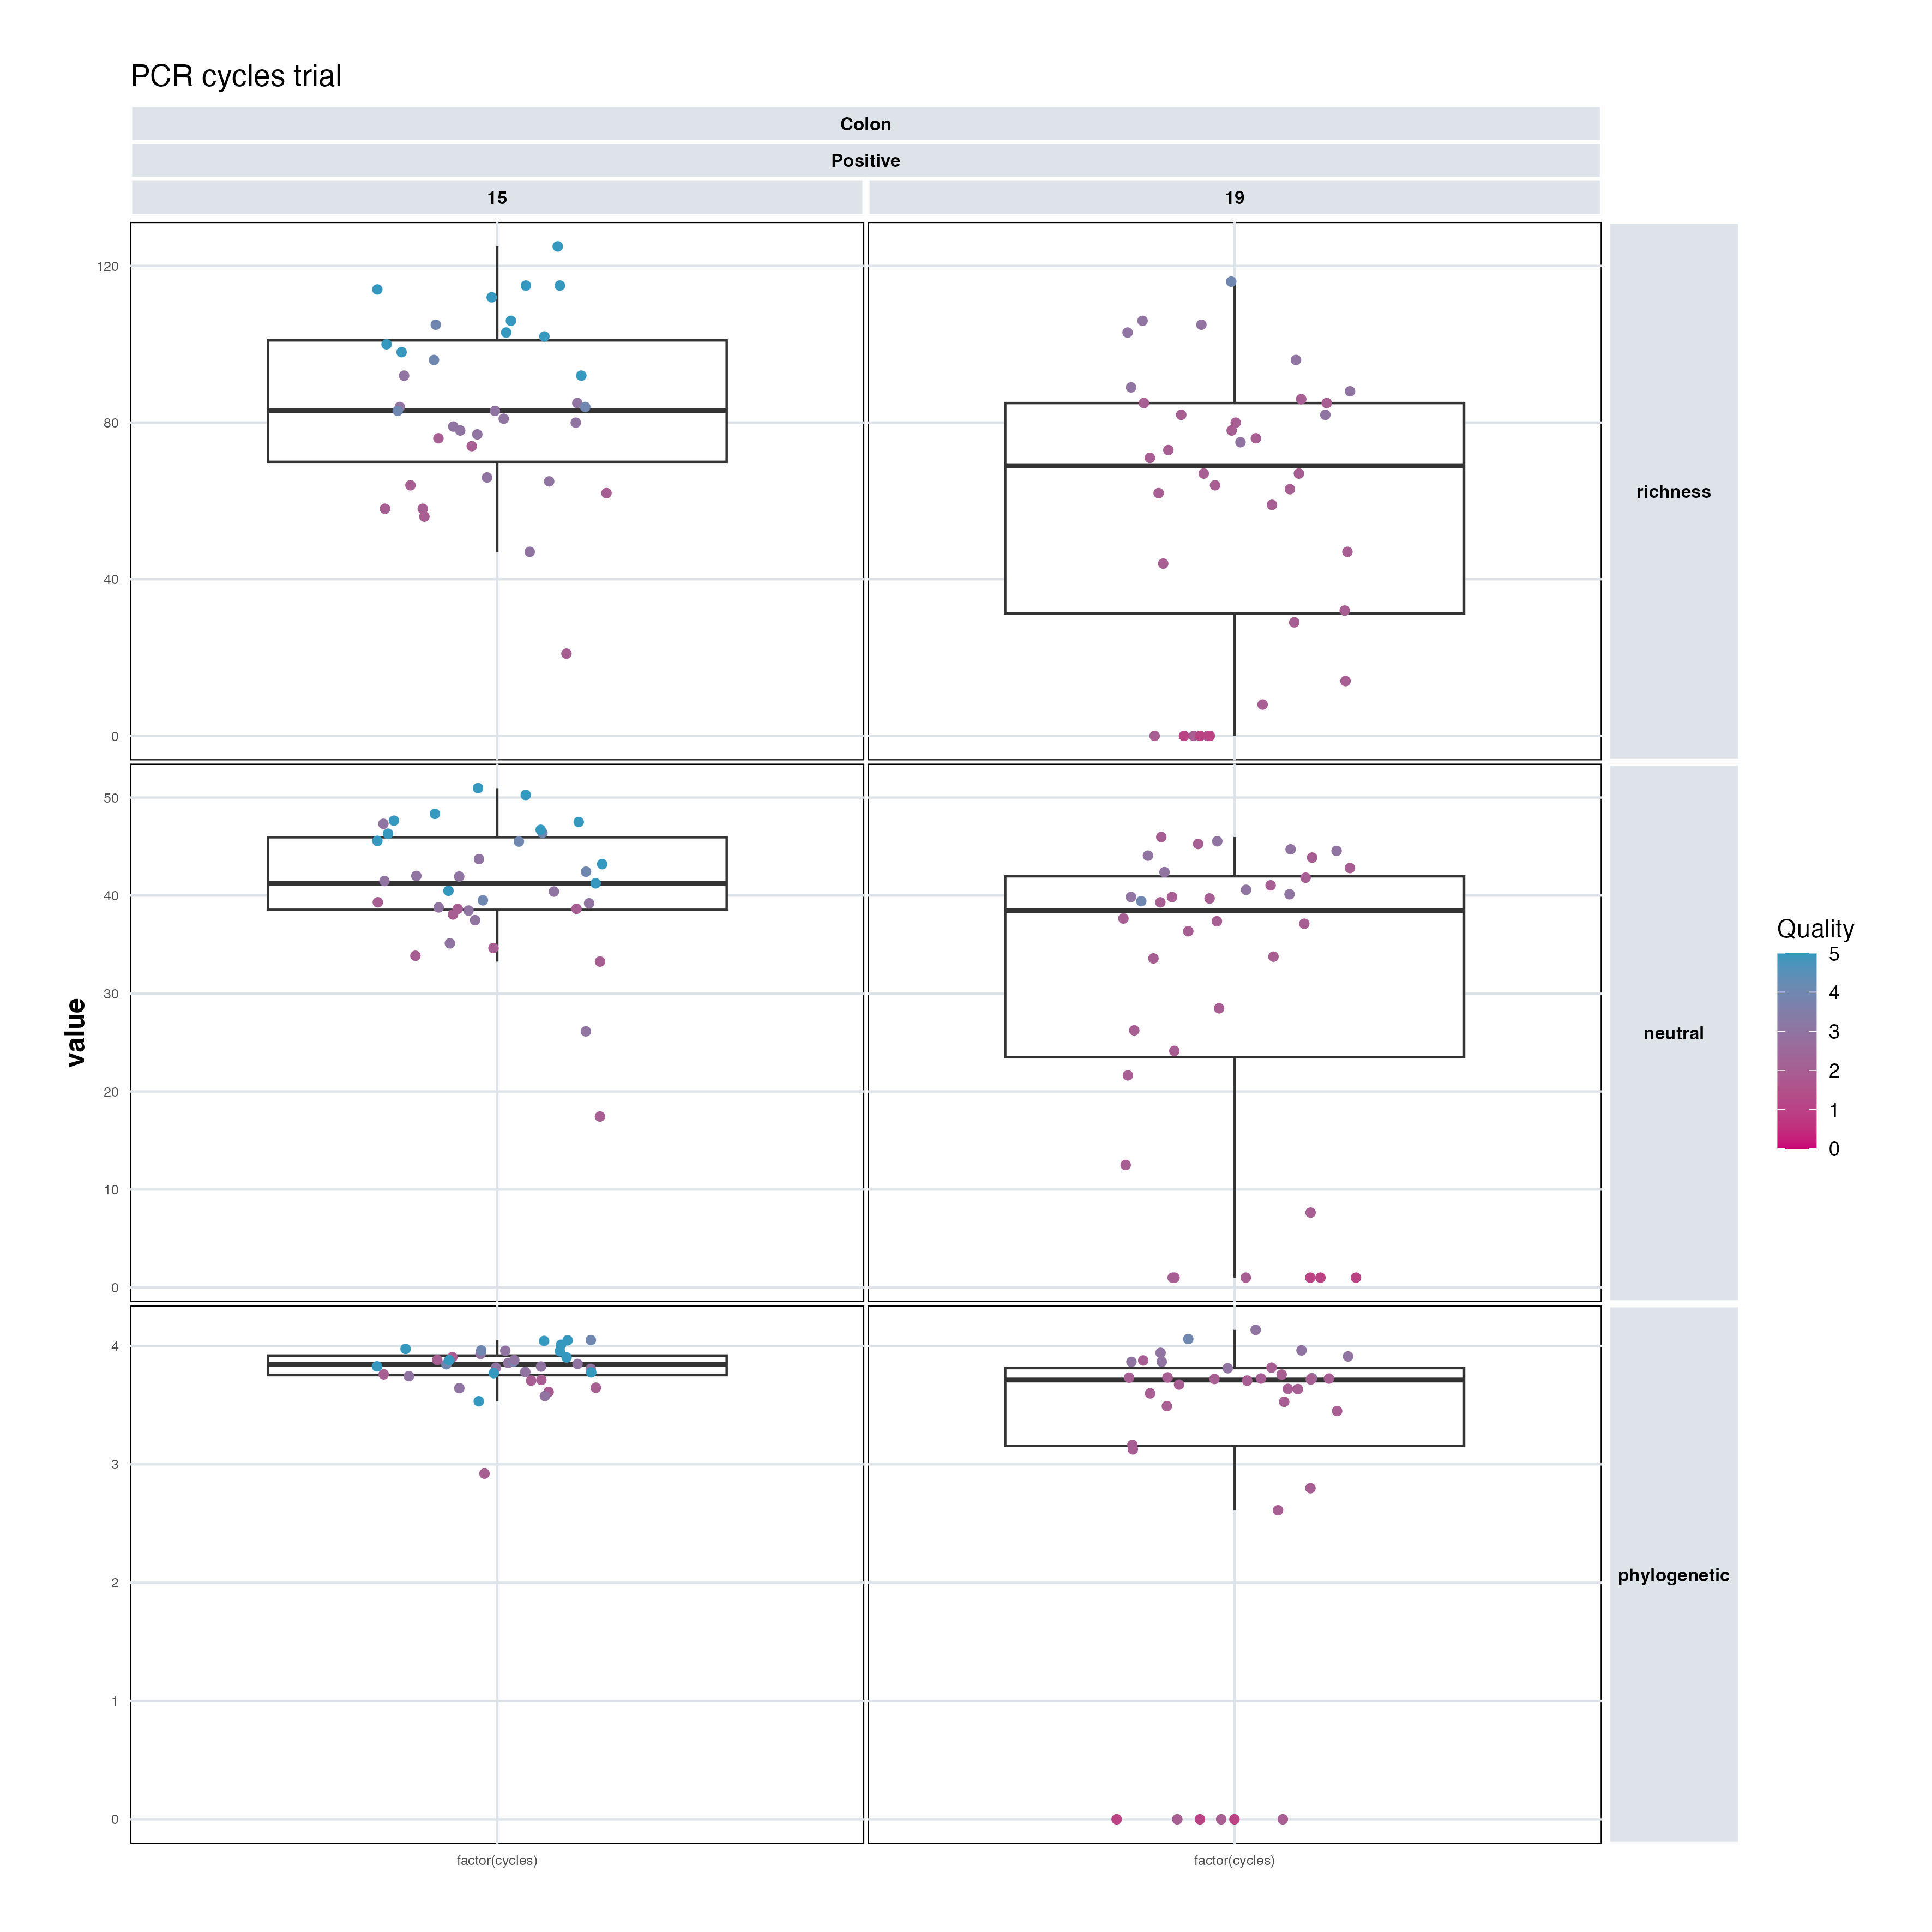 PCR cycles trial
Colon
Positive
15 19
120
80
40
0
richness
50
40
30
20
10
0
neutral
4
3
2
1
0
phylogenetic
value
factor(cycles) factor(cycles)
Quality
5
4
3
2
1
0